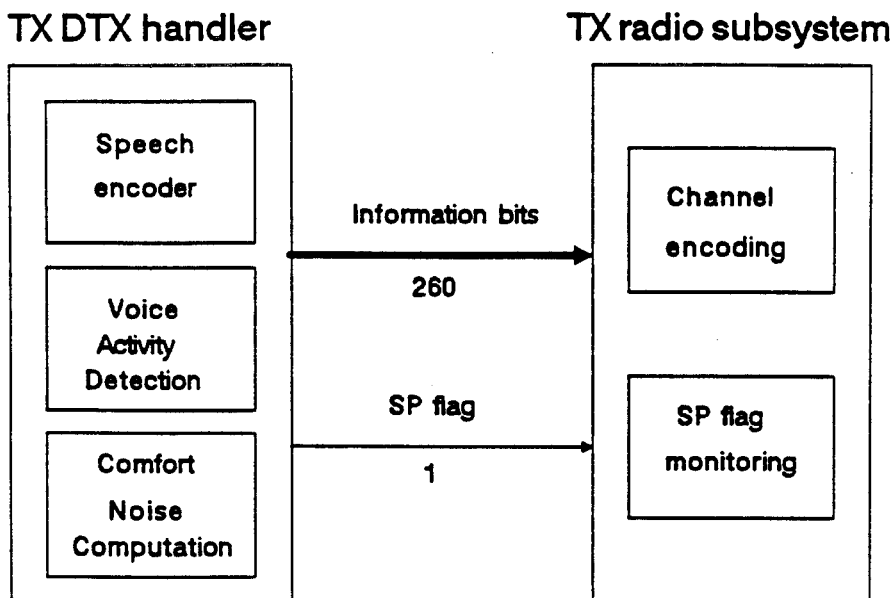 TX DTX handler
TX radio subsystem
Speech
encoder
Voice
Activity
Detection
Comfort
Noise
Computation
Information bits
260
SP flag
1
Channel
encoding
SP flag
monitoring